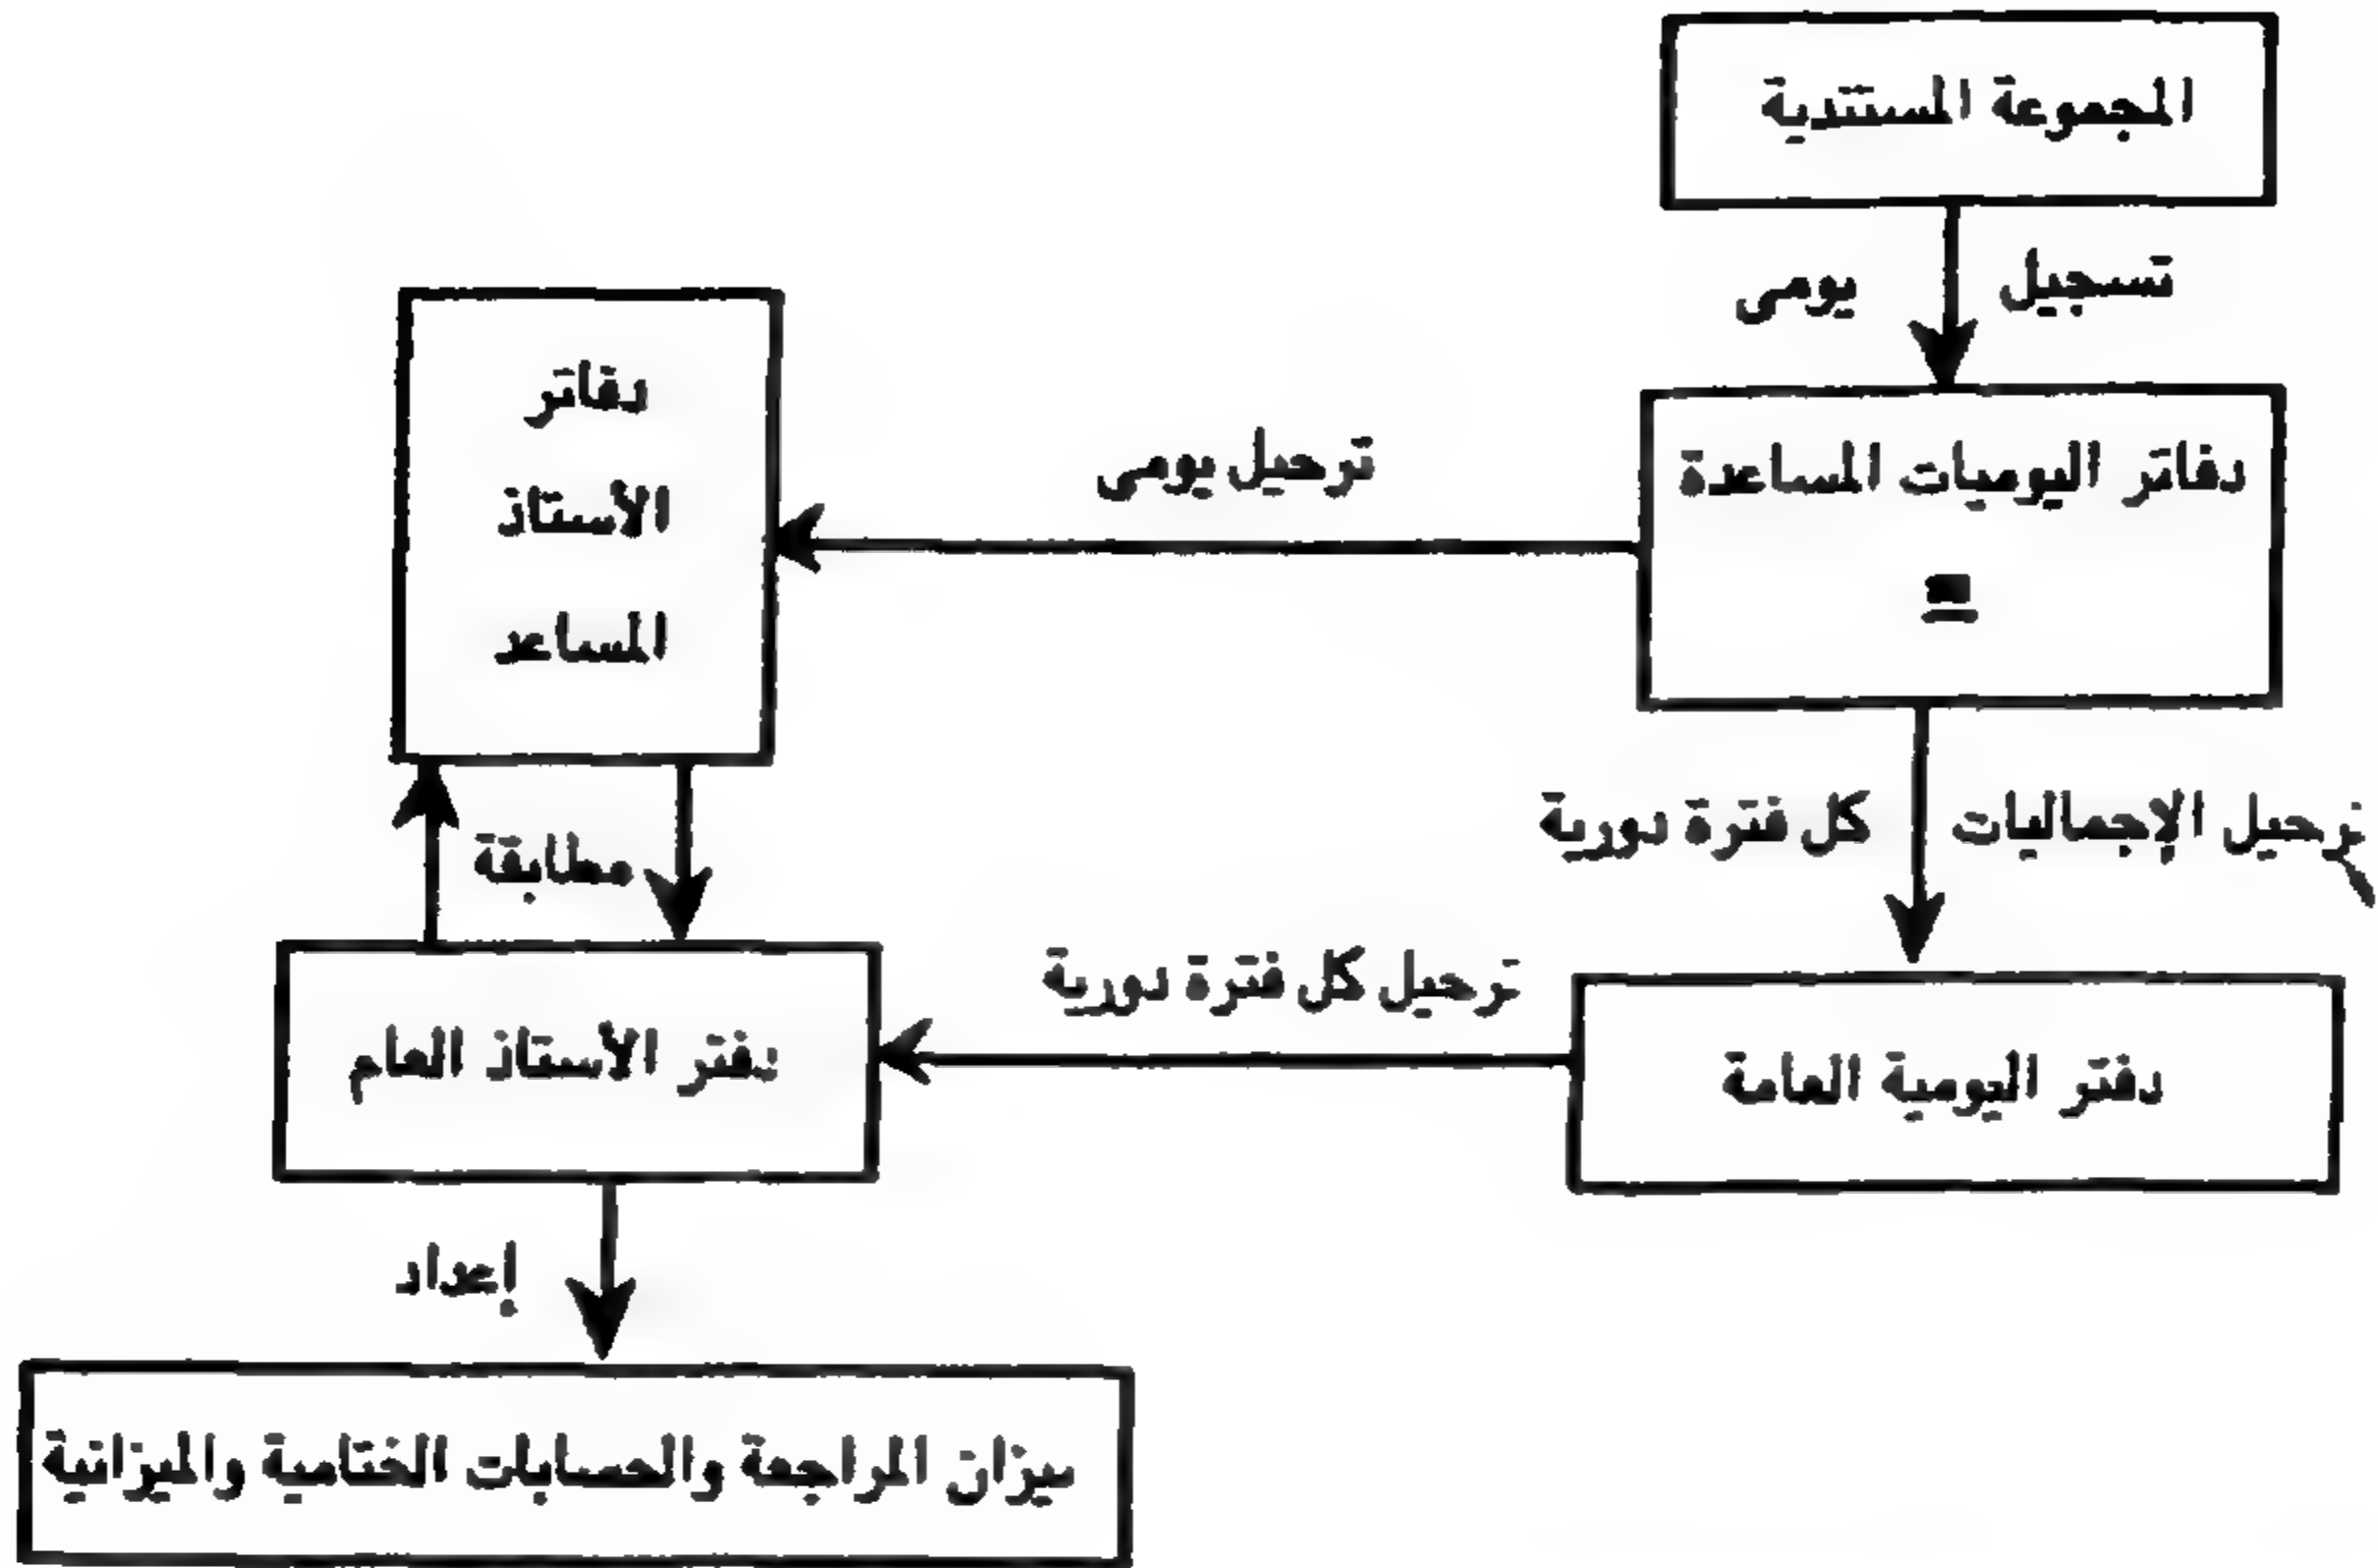 المجموعة المستندية
تسجيل يومى
دفاتر اليوميات المساعدة
ترحيل يومى
دفاتر
الأستاذ
المساعد
ترحيل الإجماليات كل فترة دورية
مطابقة
دفتر اليومية العامة
ترحيل كل فترة دورية
دفتر الأستاذ العام
إعداد
ميزان المراجعة والحسابات الختامية والميزانية